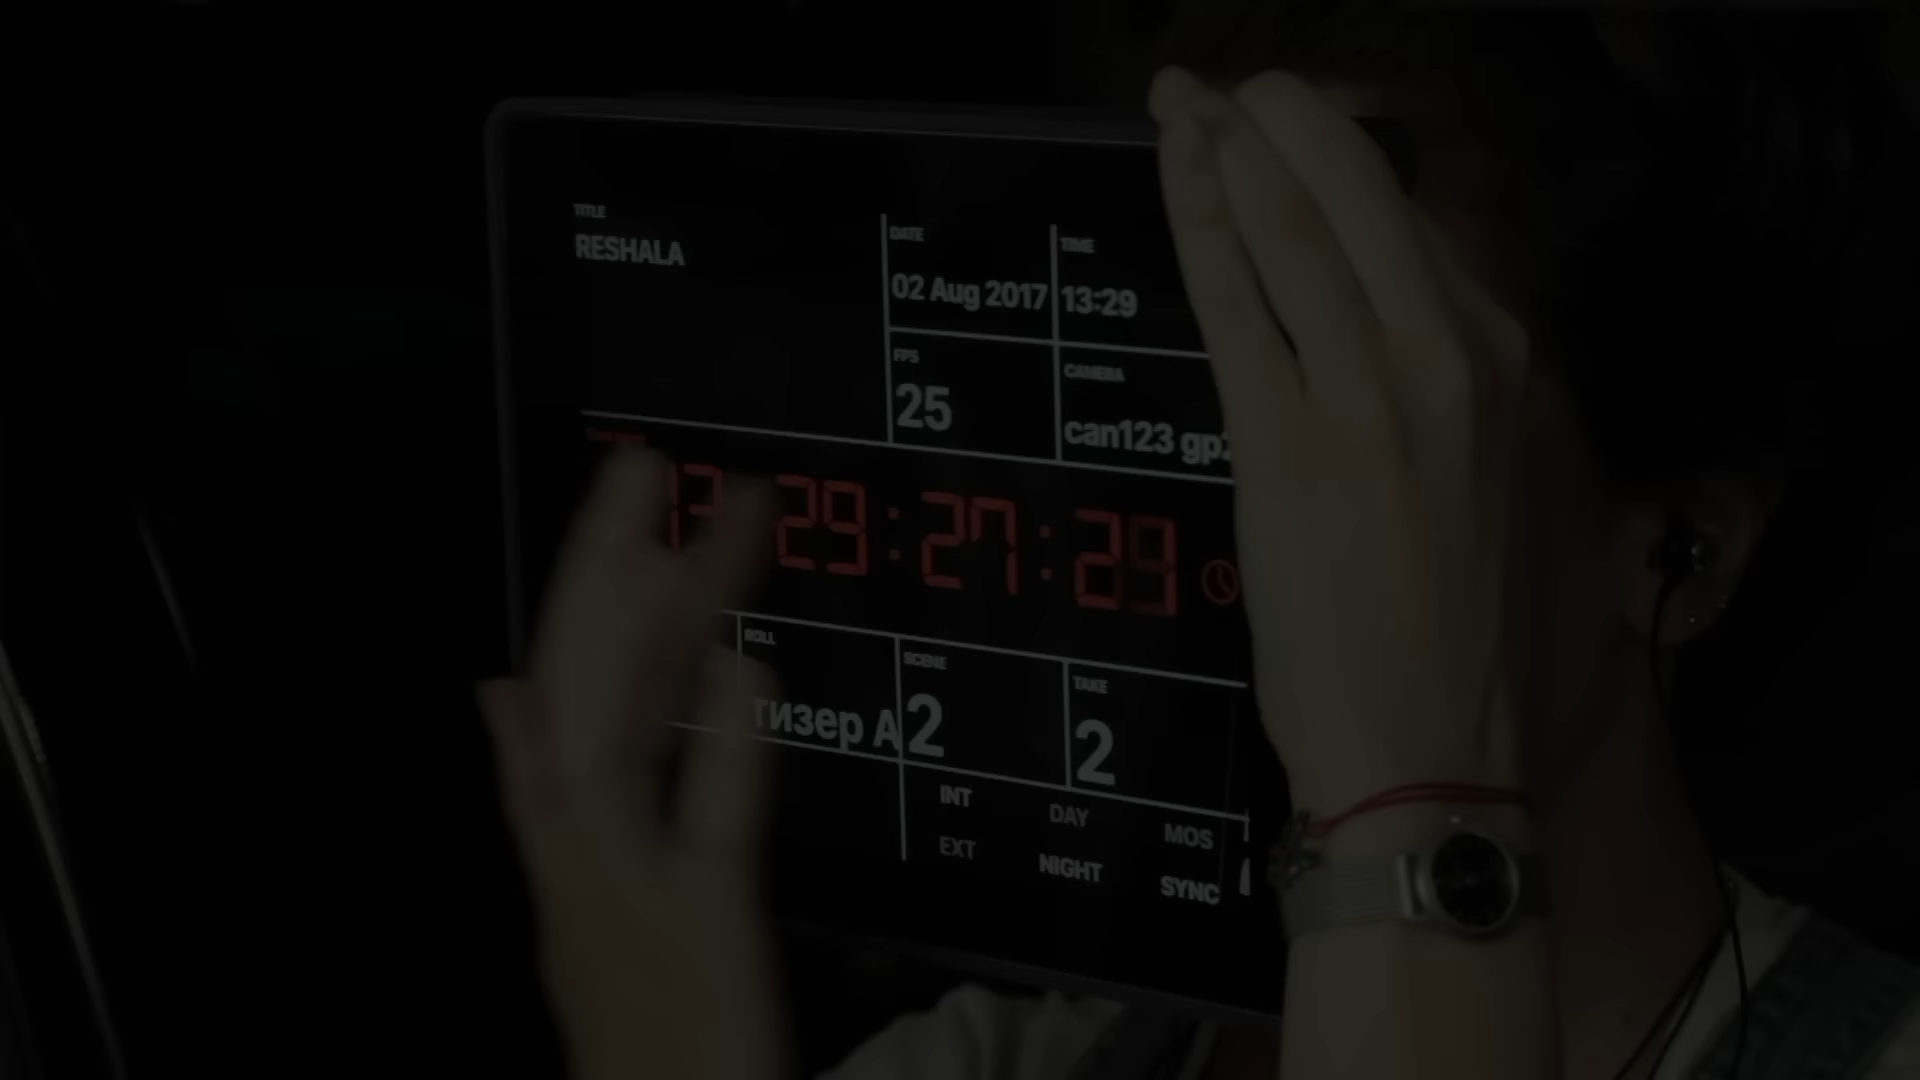 TITLE
RESHALA
DATE
02 Aug 2017
TIME
13:29
FPS
25
CAMERA
can123 gp2
29:27:29
ROLL
тизер А
SCENE
2
TAKE
2
INT
DAY
MOS
EXT
NIGHT
SYNC